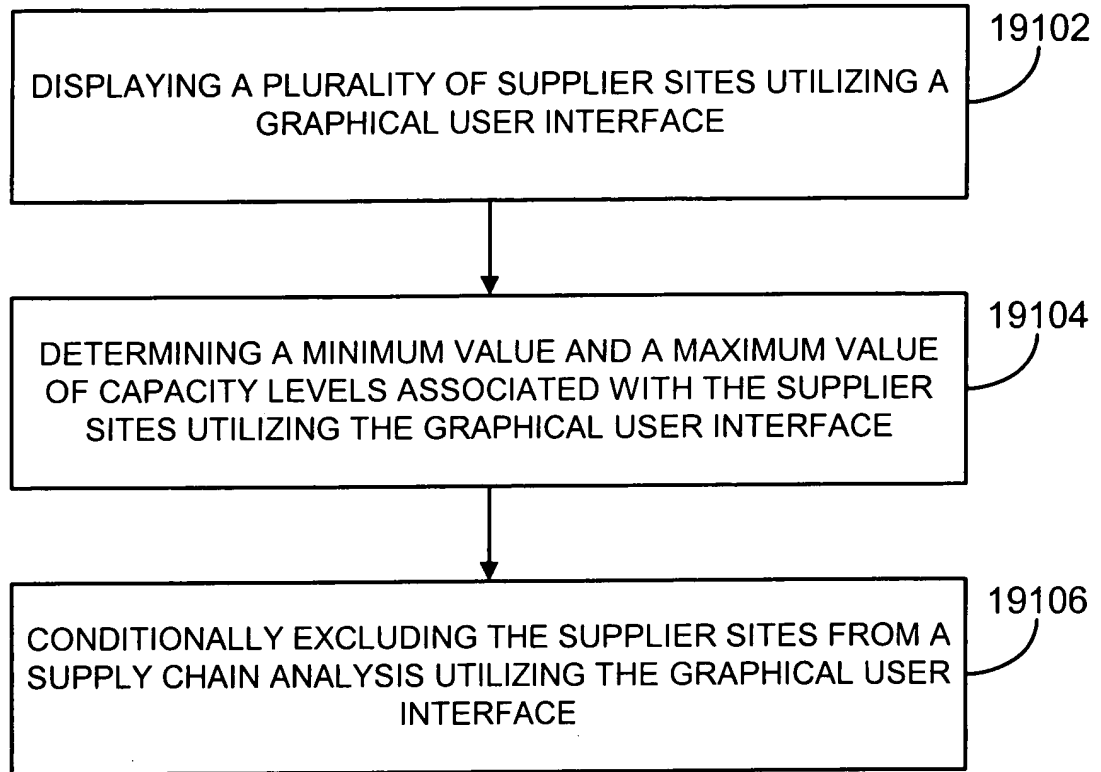 19102
DISPLAYING A PLURALITY OF SUPPLIER SITES UTILIZING A
GRAPHICAL USER INTERFACE
19104
DETERMINING A MINIMUM VALUE AND A MAXIMUM VALUE
OF CAPACITY LEVELS ASSOCIATED WITH THE SUPPLIER
SITES UTILIZING THE GRAPHICAL USER INTERFACE
19106
CONDITIONALLY EXCLUDING THE SUPPLIER SITES FROM A
SUPPLY CHAIN ANALYSIS UTILIZING THE GRAPHICAL USER
INTERFACE